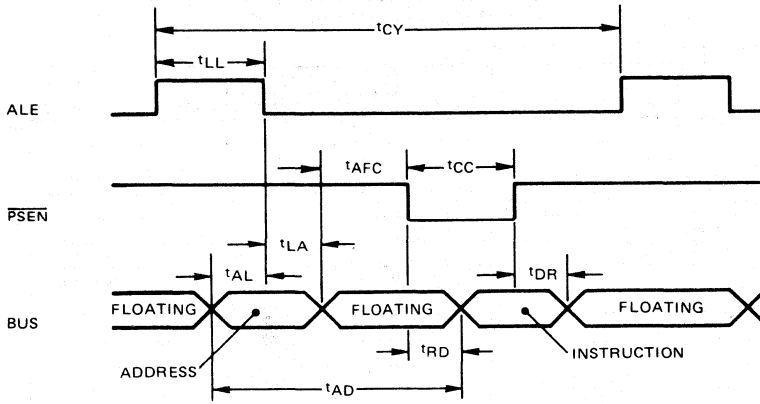 tCY
tLL
ALE
tAFC
tCC
PSEN
tLA
tAL
tDR
BUS
FLOATING
FLOATING
FLOATING
ADDRESS
tRD
INSTRUCTION
tAD